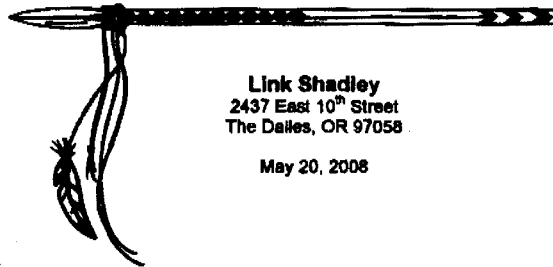 Link Shadley
2437 East 10th Street
The Dalles, OR 97058
May 20, 2008